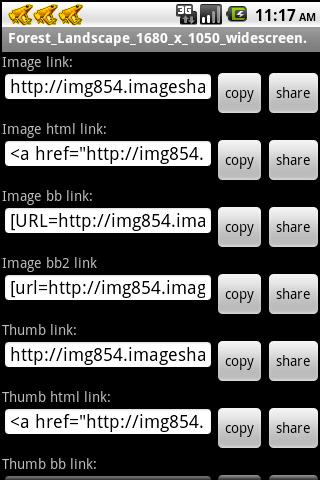 3G 11:17 AM
Forest_Landscape_1680_x_1050_widescreen.
Image link:
http://img854.imagesha copy share
Image html link:
<a href="http://img854. copy share
Image bb link:
[URL=http://img854.ima copy share
Image bb2 link
[url=http://img854.imag copy share
Thumb link:
http://img854.imagesha copy share
Thumb html link:
<a href="http://img854. copy share
Thumb bb link: